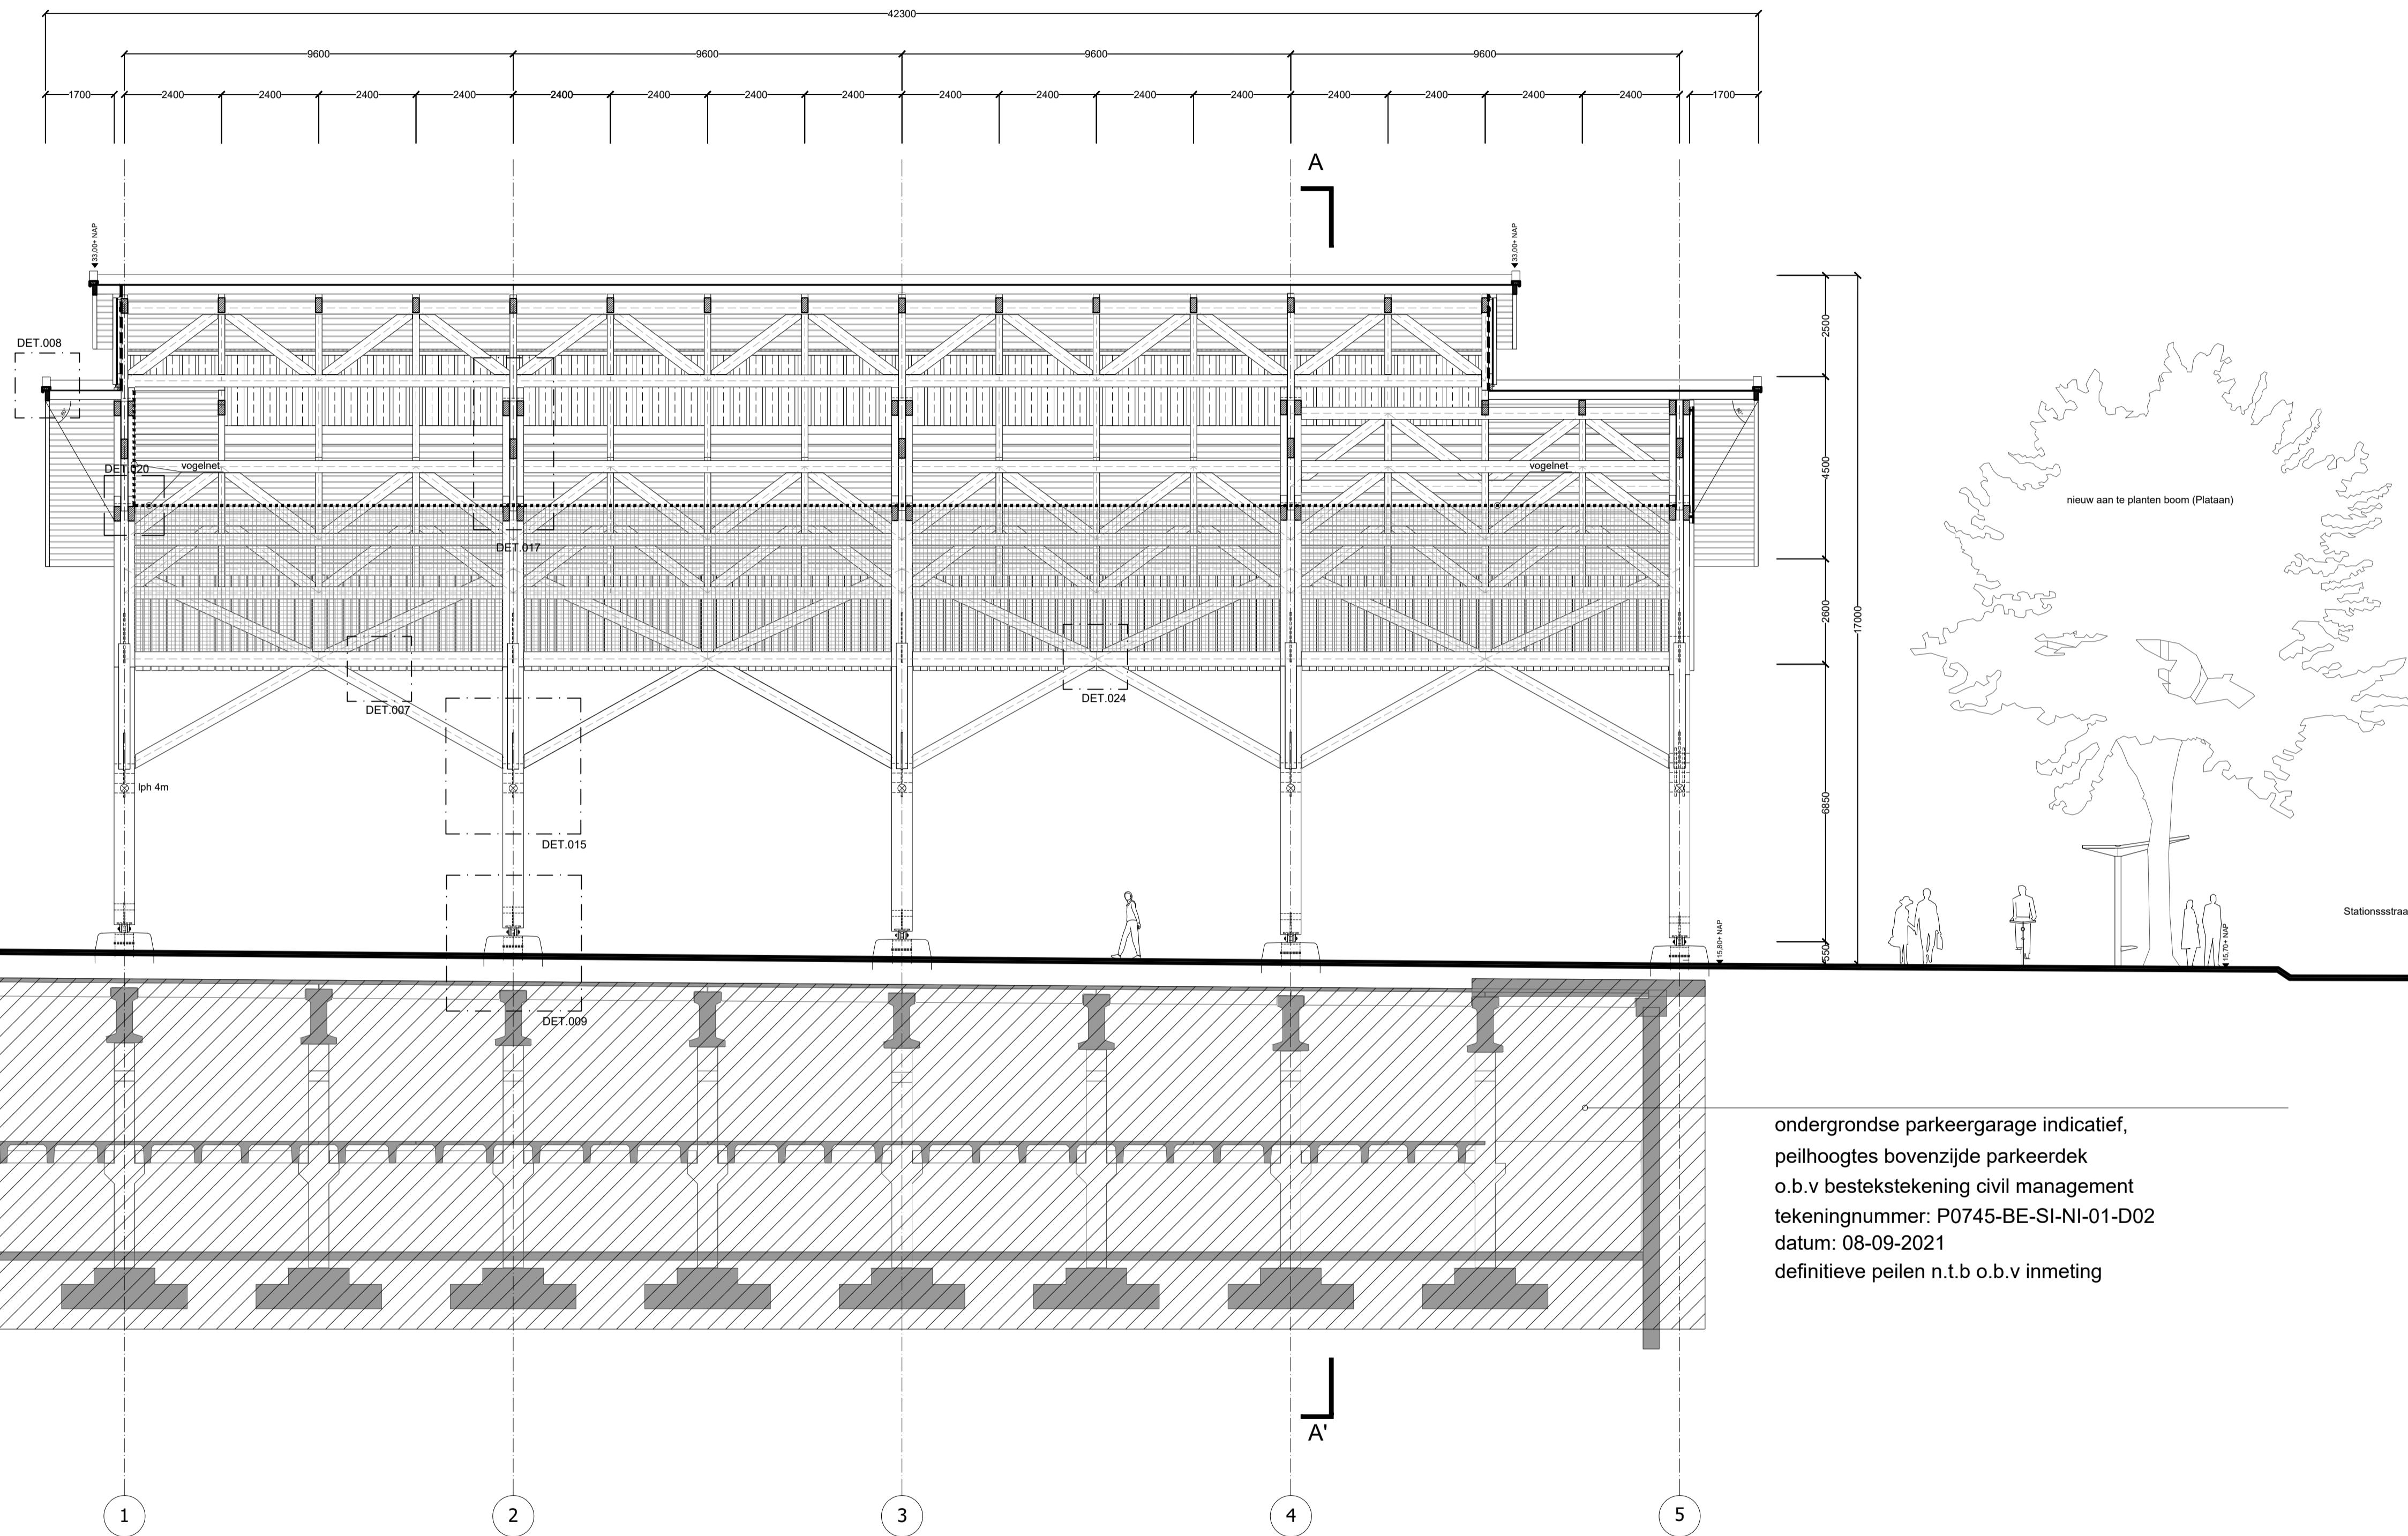 42300
9600 9600 9600 9600
1700 2400 2400 2400 2400 2400 2400 2400 2400 2400 2400 2400 2400 2400 2400 2400 2400 1700
A
33,00+ NAP
33,00+ NAP
DET.008
2500
DET.020
vogelnet
vogelnet
4500
nieuw aan te planten boom (Plataan)
DET.017
2600
17000
DET.007
DET.024
lph 4m
6850
DET.015
Stationsstraa
15,80+ NAP
15,70+ NAP
550
DET.009
ondergrondse parkeergarage indicatief,
peilhoogtes bovenzijde parkeerdek
o.b.v bestekstekening civil management
tekeningnummer: P0745-BE-SI-NI-01-D02
datum: 08-09-2021
definitieve peilen n.t.b o.b.v inmeting
A'
1 2 3 4 5